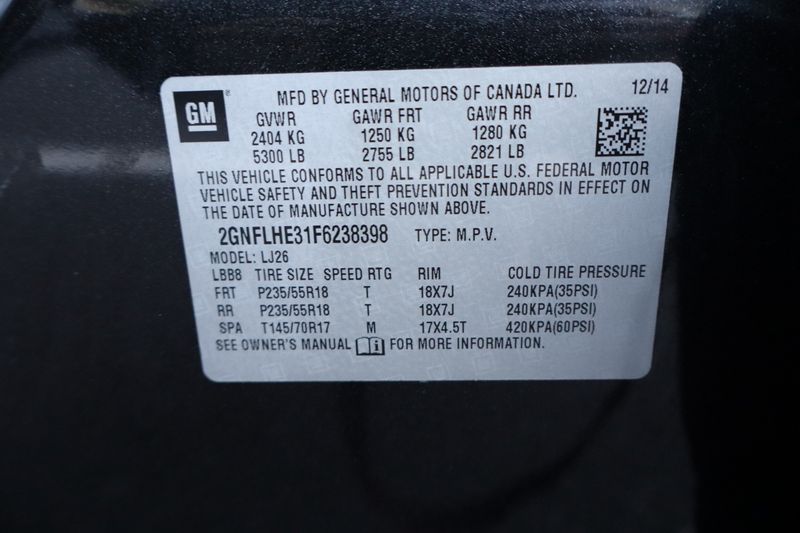 GM ®
MFD BY GENERAL MOTORS OF CANADA LTD. 12/14
GVWR GAWR FRT GAWR RR
2404 KG 1250 KG 1280 KG
5300 LB 2755 LB 2821 LB
THIS VEHICLE CONFORMS TO ALL APPLICABLE U.S. FEDERAL MOTOR
VEHICLE SAFETY AND THEFT PREVENTION STANDARDS IN EFFECT ON
THE DATE OF MANUFACTURE SHOWN ABOVE.
2GNFLHE31F6238398 TYPE: M.P.V.
MODEL: LJ26
LBB8 TIRE SIZE SPEED RTG RIM COLD TIRE PRESSURE
FRT P235/55R18 T 18X7J 240KPA(35PSI)
RR P235/55R18 T 18X7J 240KPA(35PSI)
SPA T145/70R17 M 17X4.5T 420KPA(60PSI)
SEE OWNER'S MANUAL i FOR MORE INFORMATION.